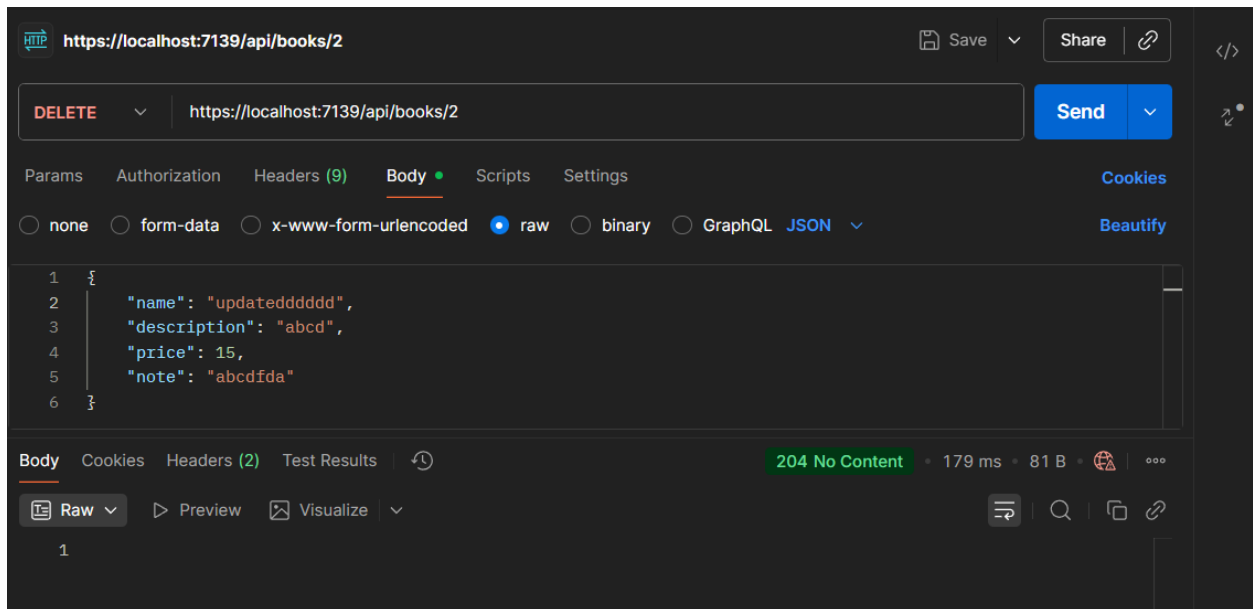 HTTP https://localhost:7139/api/books/2 Save Share </>
DELETE https://localhost:7139/api/books/2 Send
Params Authorization Headers (9) Body Scripts Settings Cookies
none form-data x-www-form-urlencoded raw binary GraphQL JSON Beautify
1 {
2 "name": "updatedddddd",
3 "description": "abcd",
4 "price": 15,
5 "note": "abcdfda"
6 }
Body Cookies Headers (2) Test Results 204 No Content • 179 ms • 81 B •
Raw Preview Visualize
1